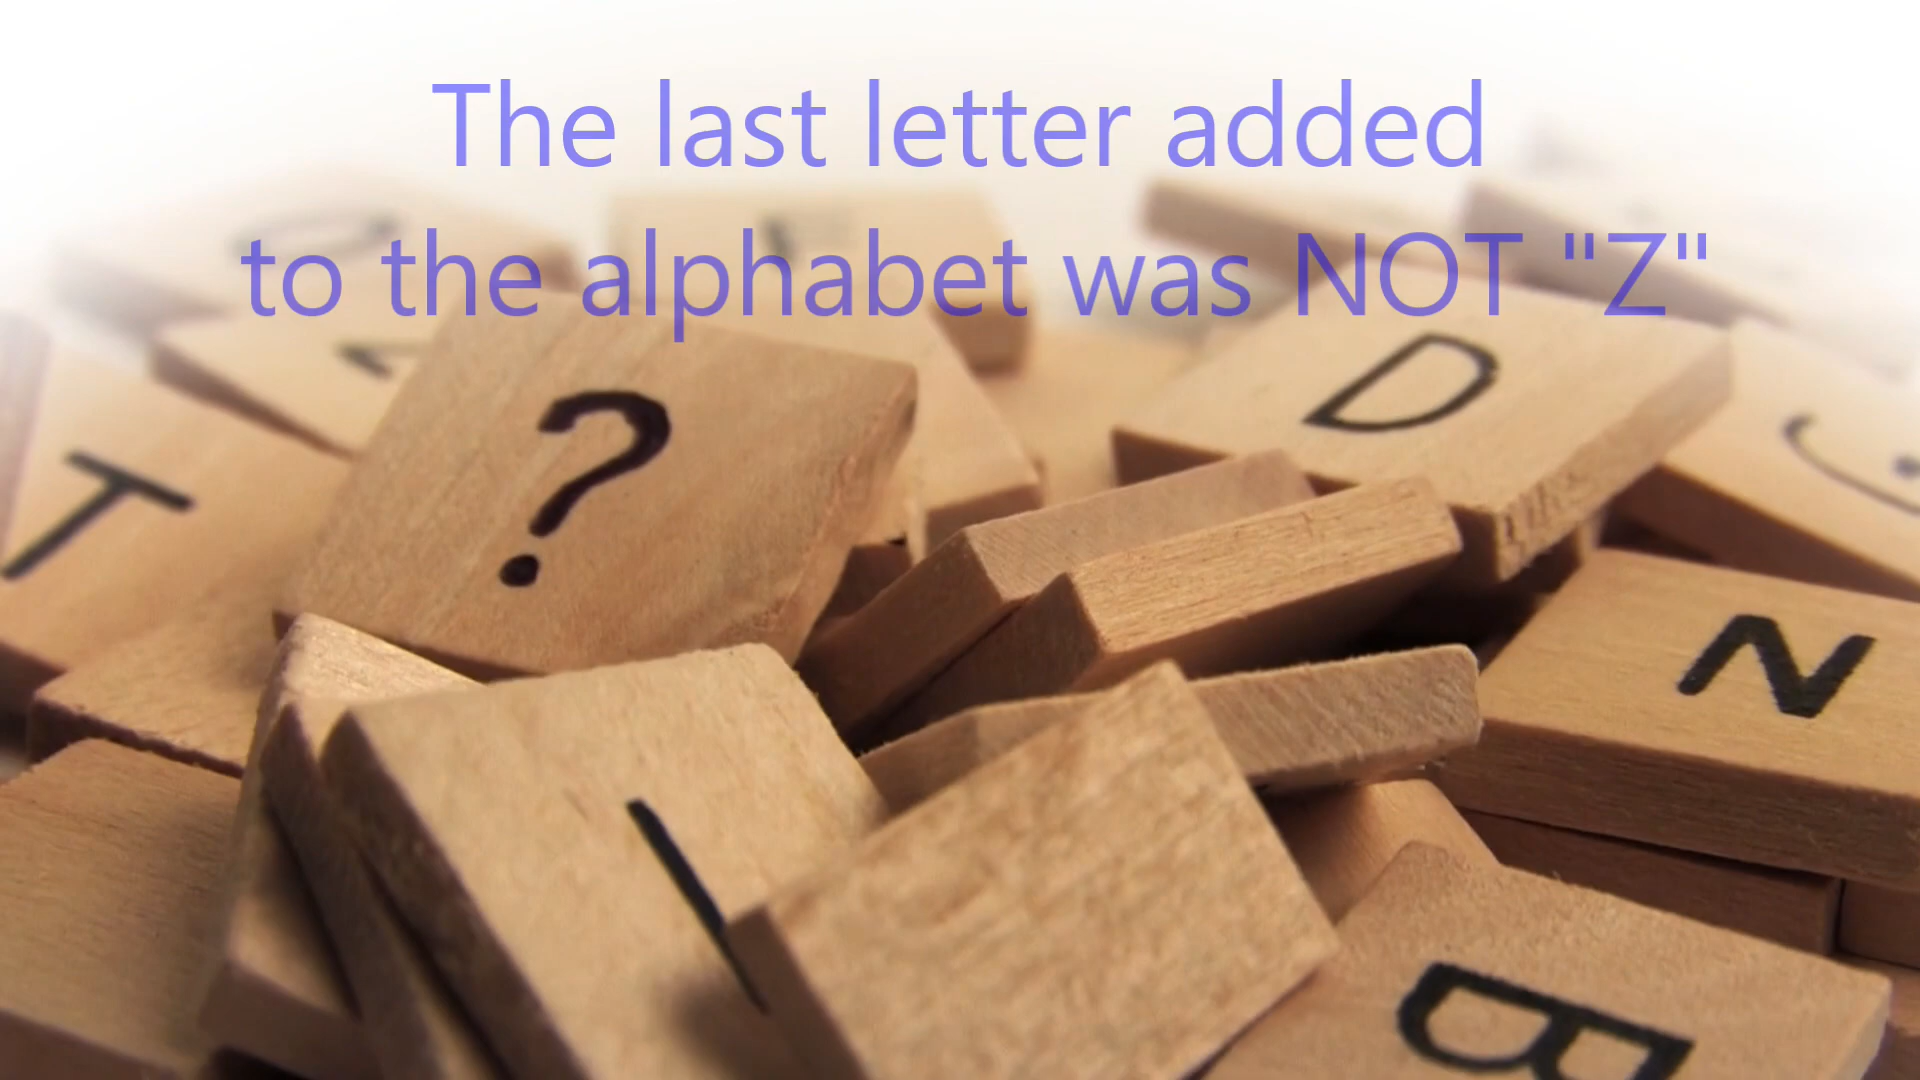 The last letter added
to the alphabet was NOT "Z"
?
D
T
N
B